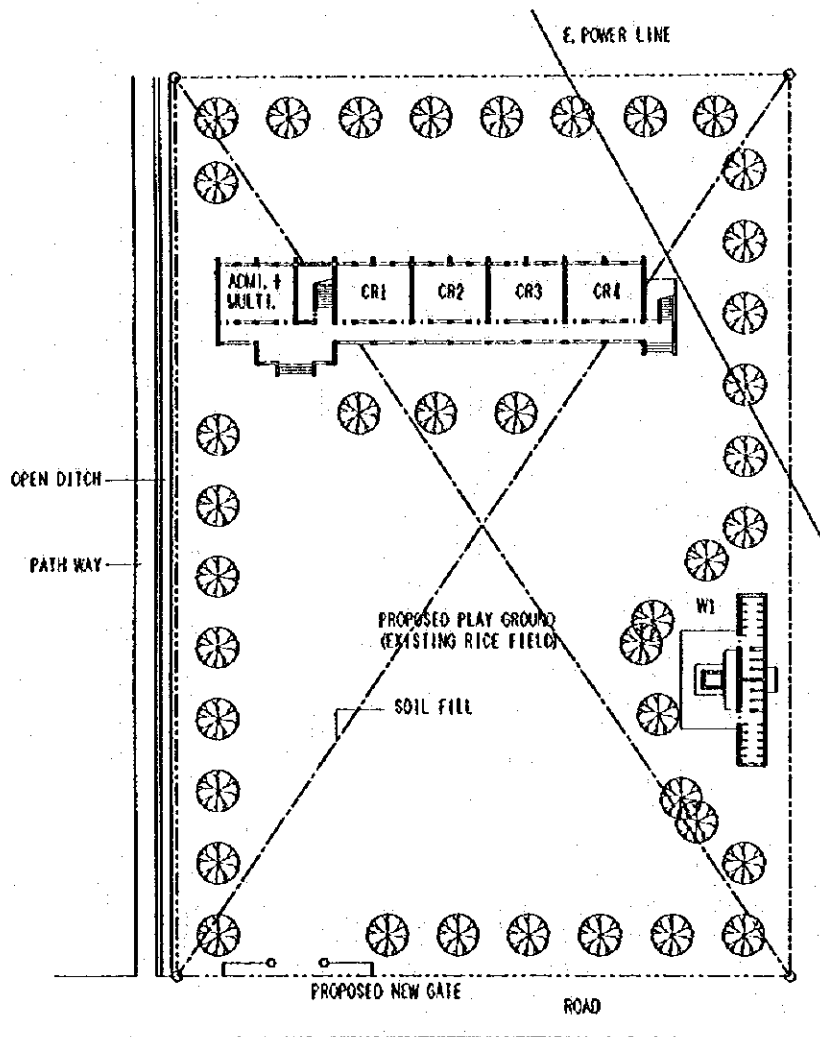 E. POWER LINE
ADMI. +
MULTI.
CR1
CR2
CR3
CR4
OPEN DITCH
PATH WAY
W1
PROPOSED PLAY GROUND
(EXISTING RICE FIELD)
SOIL FILL
PROPOSED NEW GATE
ROAD